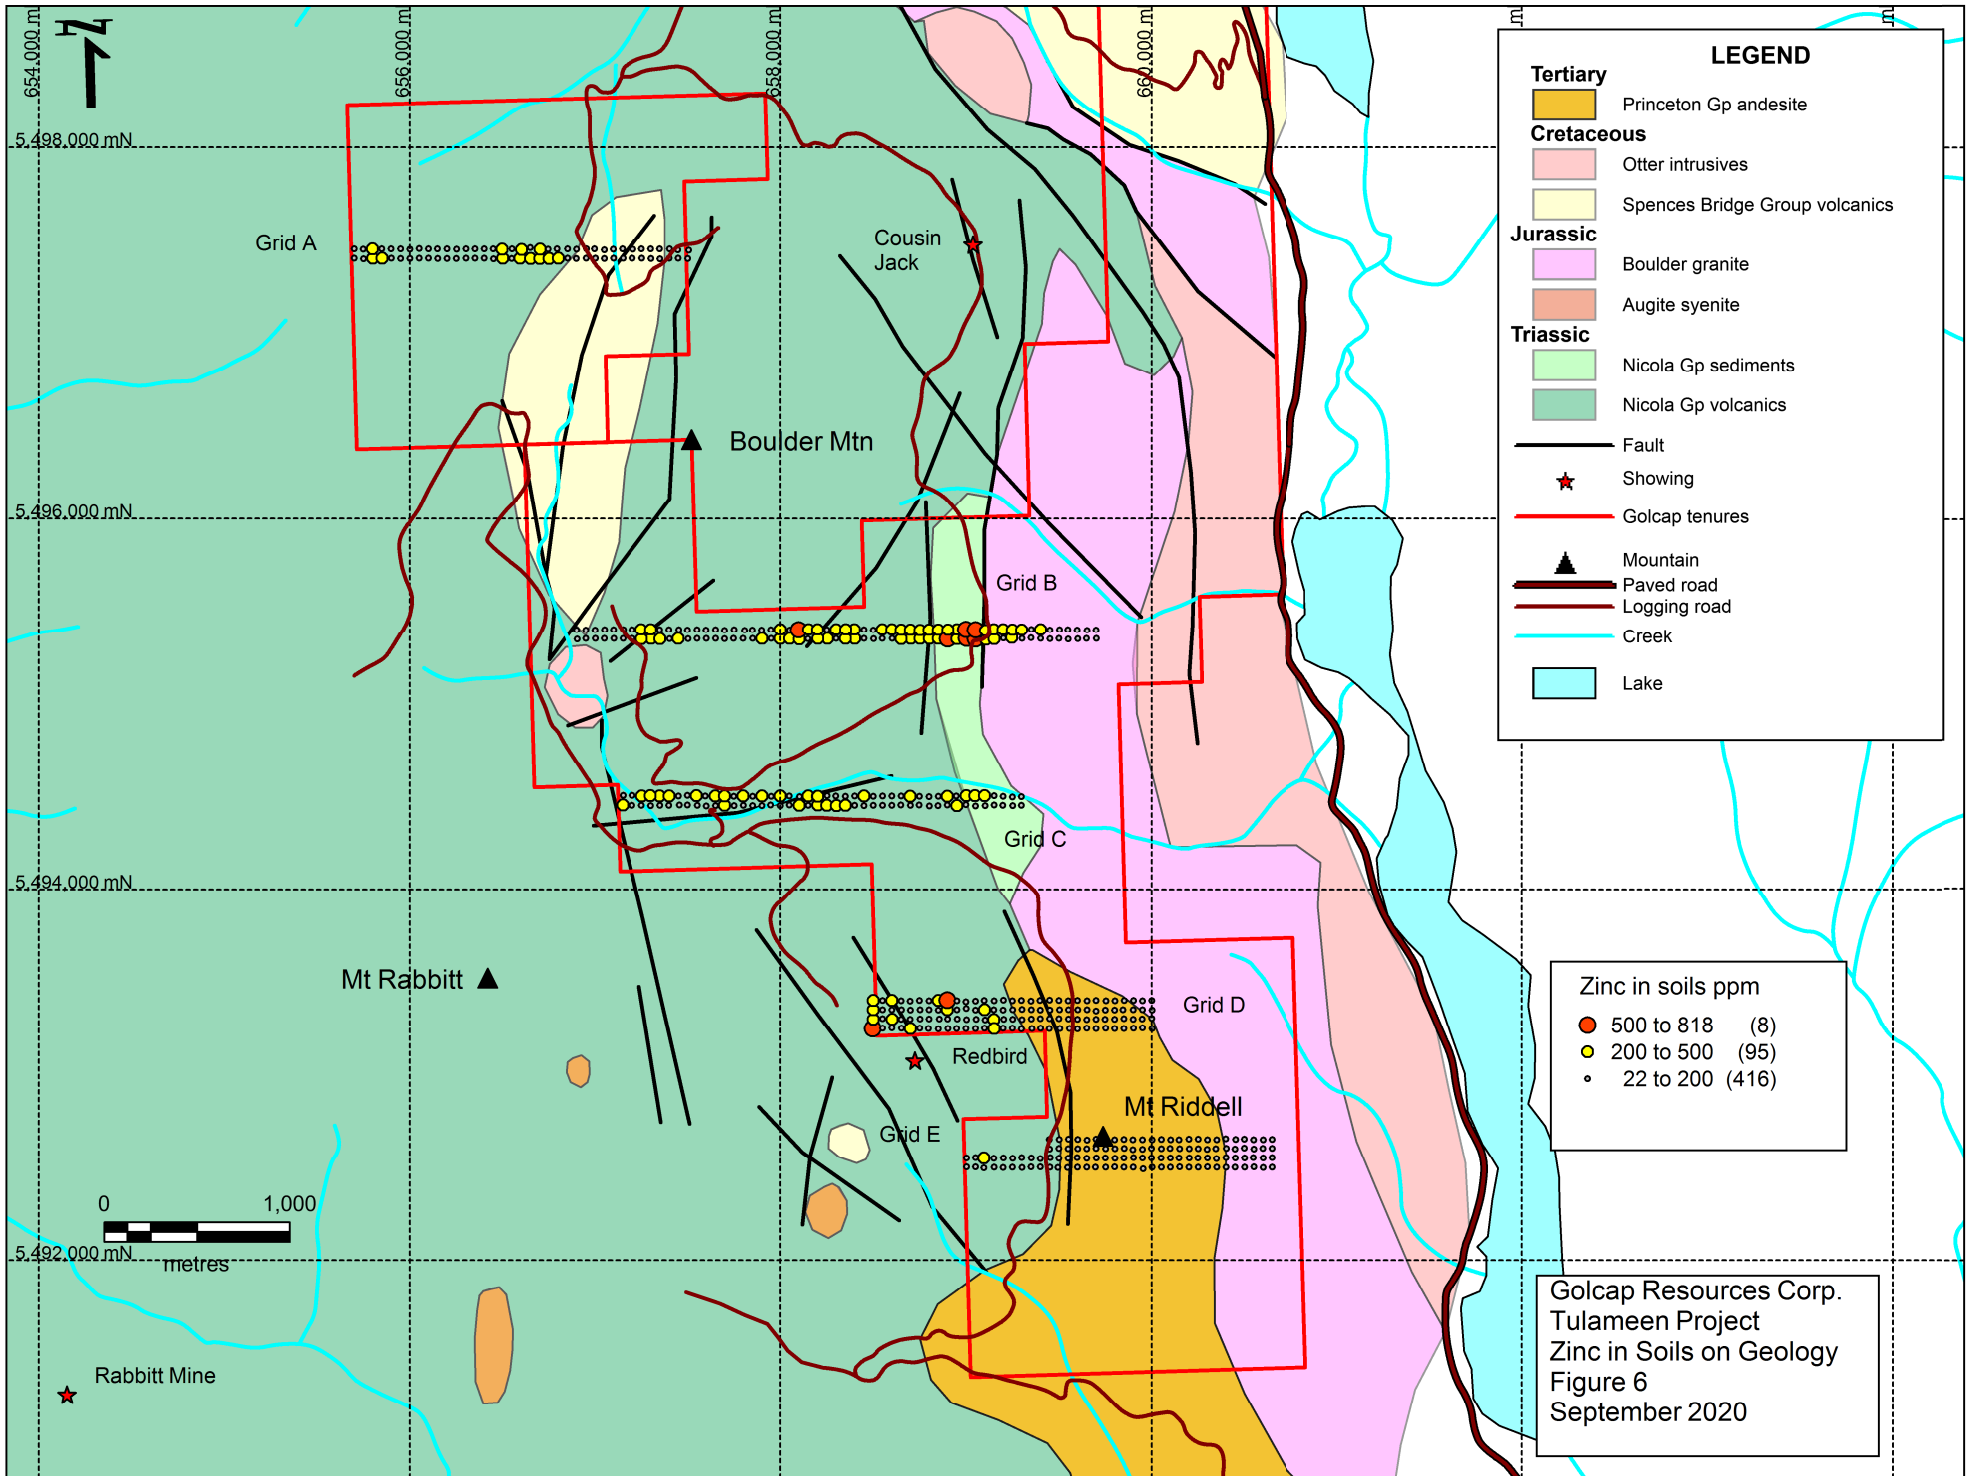 N
654,000 m
656,000 m
658,000 m
660,000 m
m
m
5,498,000 mN
5,496,000 mN
5,494,000 mN
5,492,000 mN
Grid A
Cousin
Jack
Boulder Mtn
Grid B
Grid C
Mt Rabbitt
Grid D
Redbird
Mt Riddell
Grid E
Rabbitt Mine
0 1,000
metres
LEGEND
Tertiary
Princeton Gp andesite
Cretaceous
Otter intrusives
Spences Bridge Group volcanics
Jurassic
Boulder granite
Augite syenite
Triassic
Nicola Gp sediments
Nicola Gp volcanics
Fault
Showing
Golcap tenures
Mountain
Paved road
Logging road
Creek
Lake
Zinc in soils ppm
500 to 818 (8)
200 to 500 (95)
22 to 200 (416)
Golcap Resources Corp.
Tulameen Project
Zinc in Soils on Geology
Figure 6
September 2020